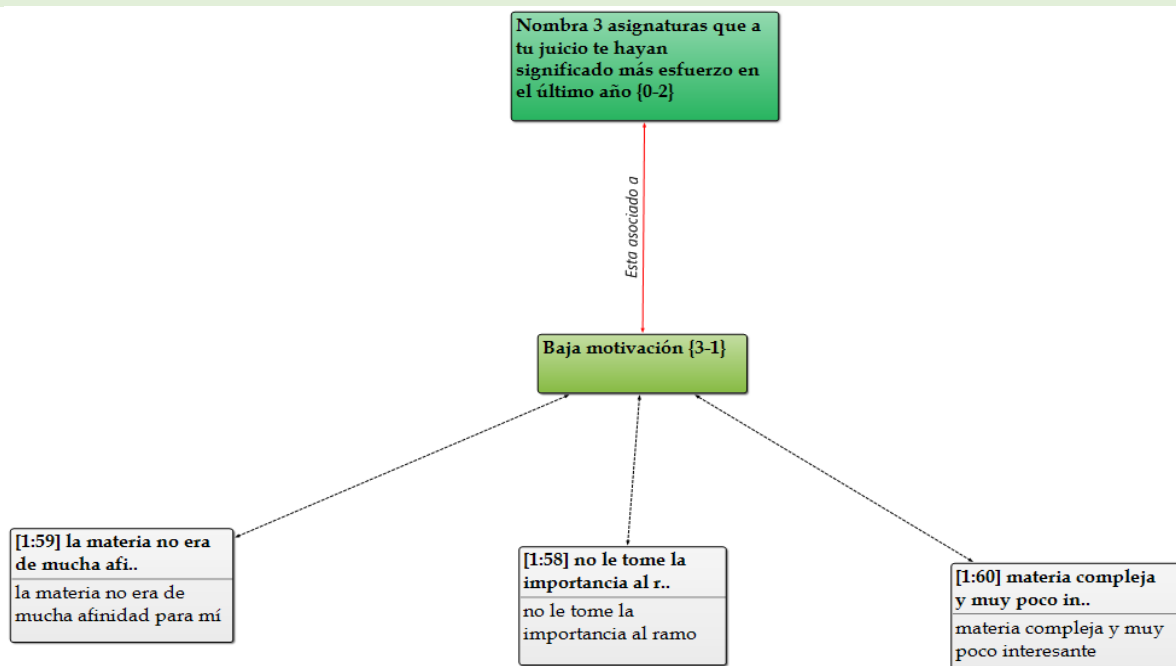 Nombra 3 asignaturas que a
tu juicio te hayan
significado más esfuerzo en
el último año {0-2}
Esta asociado a
Baja motivación {3-1}
[1:59] la materia no era
de mucha afi..
la materia no era de
mucha afinidad para mí
[1:58] no le tome la
importancia al r..
no le tome la
importancia al ramo
[1:60] materia compleja
y muy poco in..
materia compleja y muy
poco interesante